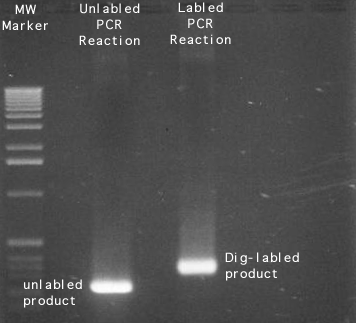 MW
Marker
Unlabled
PCR
Reaction
Labled
PCR
Reaction
Dig-labled
product
unlabled
product